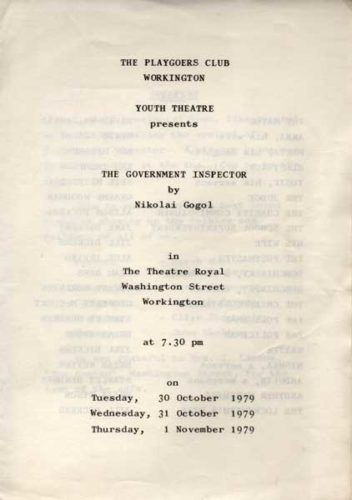 THE PLAYGOERS CLUB
WORKINGTON
YOUTH THEATRE
presents
THE GOVERNMENT INSPECTOR
by
Nikolai Gogol
in
The Theatre Royal
Washington Street
Workington
at 7.30 pm
on
Tuesday, 30 October 1979
Wednesday, 31 October 1979
Thursday, 1 November 1979